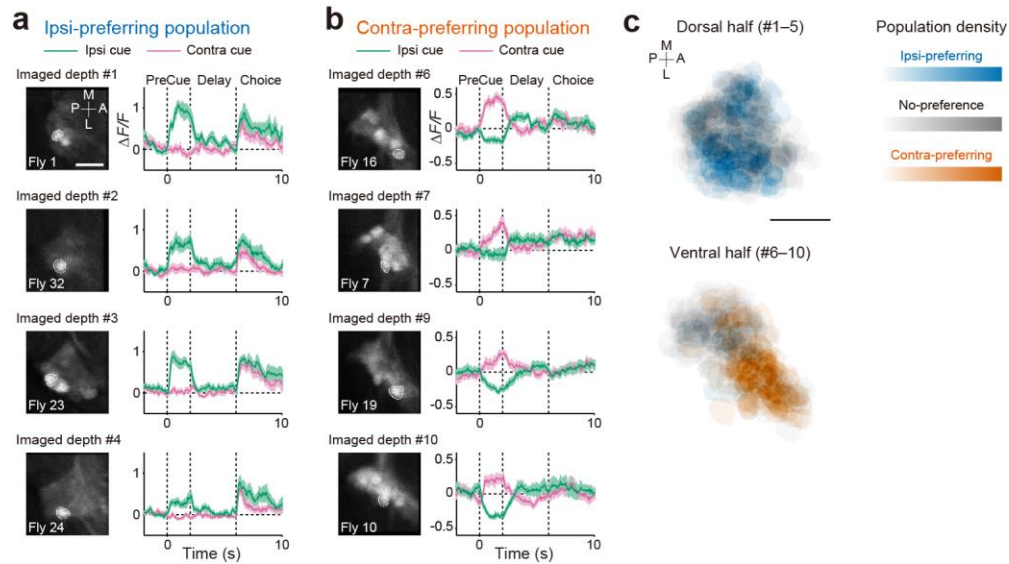 a Ipsi-preferring population
Ipsi cue Contra cue
Imaged depth #1
PreCue Delay Choice
M
P A
L
Fly 1
ΔF/F
1
0
0 10
Imaged depth #2
Fly 32
1
0
0 10
Imaged depth #3
Fly 23
1
0
0 10
Imaged depth #4
Fly 24
1
0
0 10
Time (s)
b Contra-preferring population
Ipsi cue Contra cue
Imaged depth #6
PreCue Delay Choice
Fly 16
ΔF/F
0.5
0
-0.5
0 10
Imaged depth #7
Fly 7
0.5
0
-0.5
0 10
Imaged depth #9
Fly 19
0.5
0
-0.5
0 10
Imaged depth #10
Fly 10
0.5
0
-0.5
0 10
Time (s)
c
Dorsal half (#1–5)
M
P A
L
Ventral half (#6–10)
Population density
Ipsi-preferring
No-preference
Contra-preferring